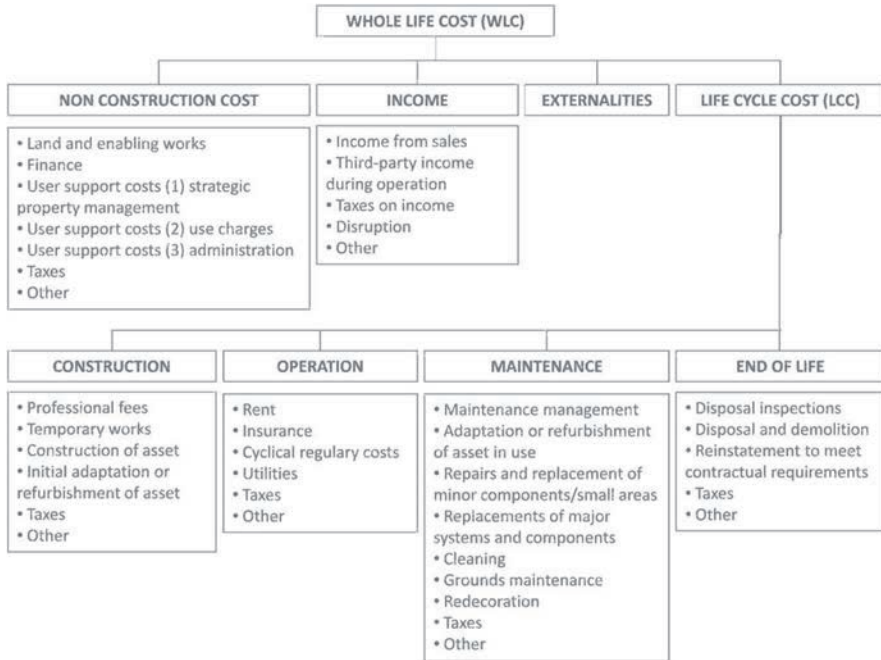 WHOLE LIFE COST (WLC)
NON CONSTRUCTION COST
• Land and enabling works
• Finance
• User support costs (1) strategic
property management
• User support costs (2) use charges
• User support costs (3) administration
• Taxes
• Other
INCOME
• Income from sales
• Third-party income
during operation
• Taxes on income
• Disruption
• Other
EXTERNALITIES
LIFE CYCLE COST (LCC)
CONSTRUCTION
• Professional fees
• Temporary works
• Construction of asset
• Initial adaptation or
refurbishment of asset
• Taxes
• Other
OPERATION
• Rent
• Insurance
• Cyclical regulary costs
• Utilities
• Taxes
• Other
MAINTENANCE
• Maintenance management
• Adaptation or refurbishment
of asset in use
• Repairs and replacement of
minor components/small areas
• Replacements of major
systems and components
• Cleaning
• Grounds maintenance
• Redecoration
• Taxes
• Other
END OF LIFE
• Disposal inspections
• Disposal and demolition
• Reinstatement to meet
contractual requirements
• Taxes
• Other